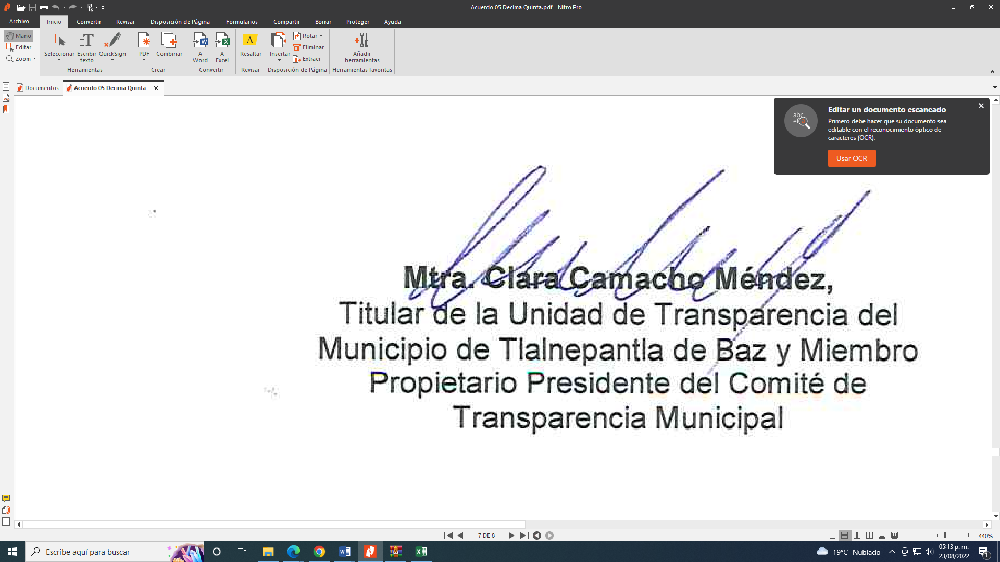 Acuerdo 05 Decima Quinta.pdf - Nitro Pro
Archivo Inicio Convertir Revisar Disposición de Página Formularios Compartir Borrar Proteger Ayuda
Mano
Editar
Zoom
Seleccionar
Escribir texto
QuickSign
Herramientas
PDF
Combinar
Crear
A Word
A Excel
Convertir
Resaltar
Revisar
Insertar
Rotar
Eliminar
Extraer
Disposición de Página
Añadir herramientas
Herramientas favoritas
Documentos
Acuerdo 05 Decima Quinta
Editar un documento escaneado
Primero debe hacer que su documento sea
editable con el reconocimiento óptico de
caracteres (OCR).
Usar OCR
Mtra. Clara Camacho Méndez,
Titular de la Unidad de Transparencia del
Municipio de Tlalnepantla de Baz y Miembro
Propietario Presidente del Comité de
Transparencia Municipal
7 DE 8
440%
Escribe aquí para buscar
19°C Nublado
05:13 p. m.
23/08/2022
1